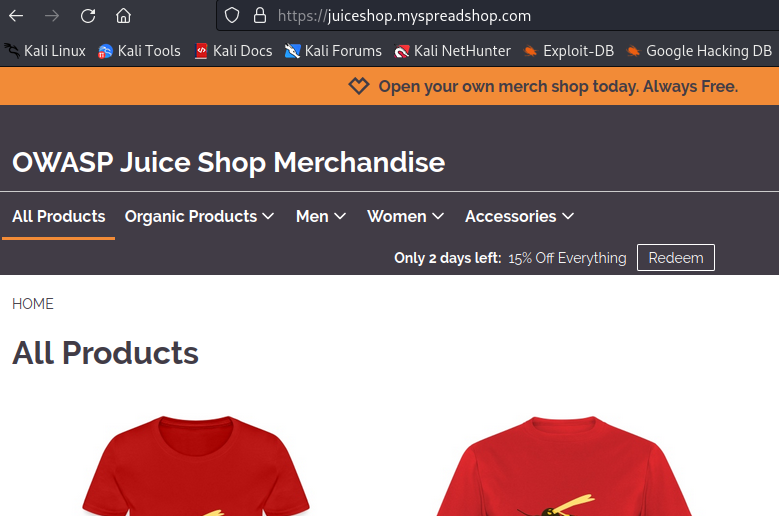 https://juiceshop.myspreadshop.com
Kali Linux Kali Tools Kali Docs Kali Forums Kali NetHunter Exploit-DB Google Hacking DB
Open your own merch shop today. Always Free.
OWASP Juice Shop Merchandise
All Products Organic Products Men Women Accessories
Only 2 days left: 15% Off Everything Redeem
HOME
All Products